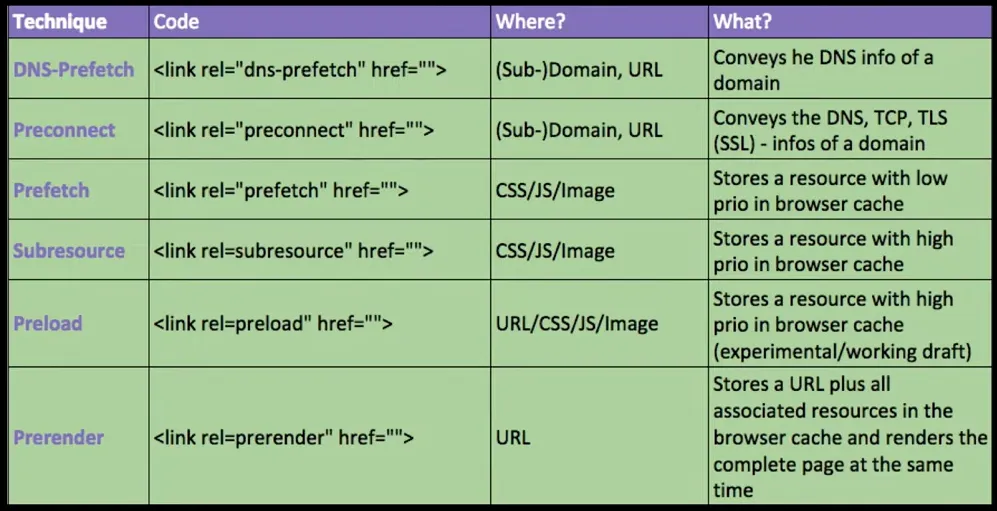 Technique Code Where? What?
DNS-Prefetch <link rel="dns-prefetch" href=""> (Sub-)Domain, URL Conveys he DNS info of a
domain
Preconnect <link rel="preconnect" href=""> (Sub-)Domain, URL Conveys the DNS, TCP, TLS
(SSL) - infos of a domain
Prefetch <link rel="prefetch" href=""> CSS/JS/Image Stores a resource with low
prio in browser cache
Subresource <link rel=subresource" href=""> CSS/JS/Image Stores a resource with high
prio in browser cache
Preload <link rel=preload" href=""> URL/CSS/JS/Image Stores a resource with high
prio in browser cache
(experimental/working draft)
Prerender <link rel=prerender" href=""> URL Stores a URL plus all
associated resources in the
browser cache and renders the
complete page at the same
time